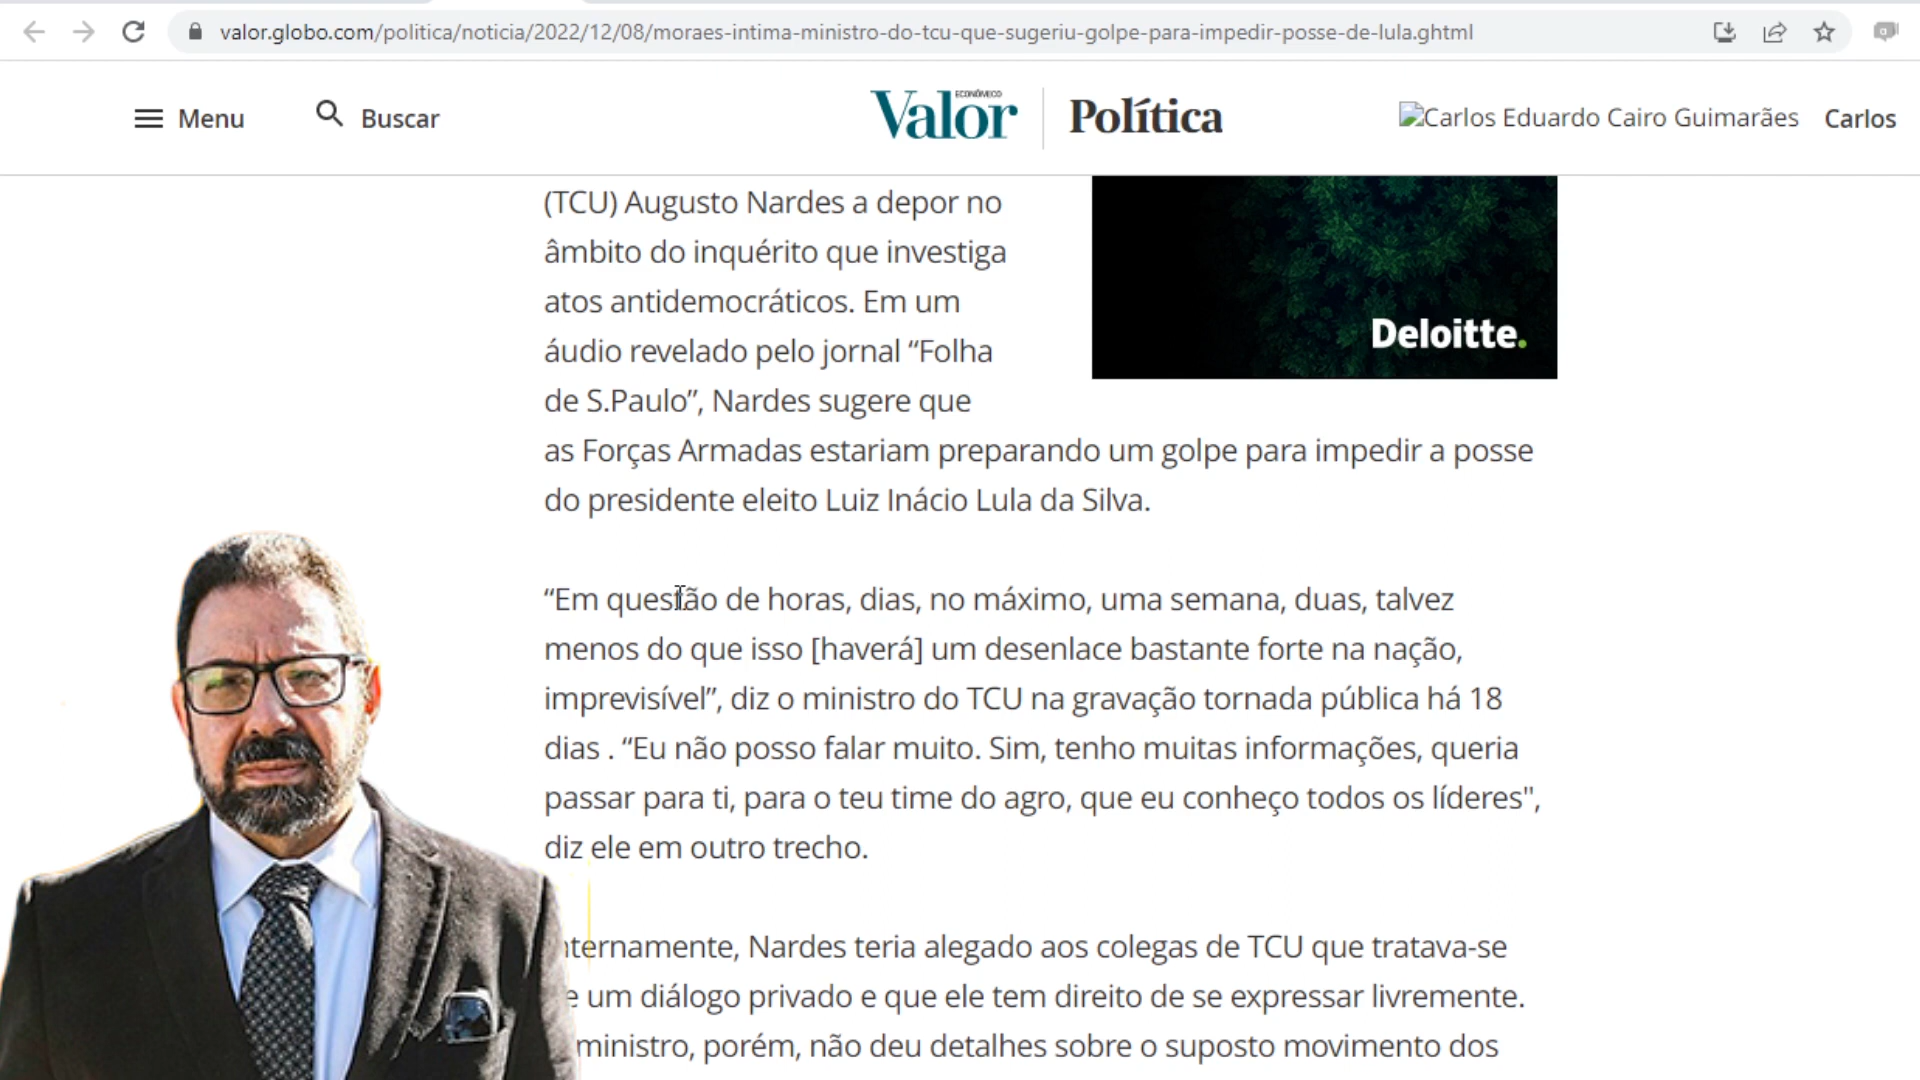 valor.globo.com/politica/noticia/2022/12/08/moraes-intima-ministro-do-tcu-que-sugeriu-golpe-para-impedir-posse-de-lula.ghtml
Menu
Buscar
Valor
ECONÔMICO
Política
Carlos Eduardo Cairo Guimarães
Carlos
(TCU) Augusto Nardes a depor no
âmbito do inquérito que investiga
atos antidemocráticos. Em um
áudio revelado pelo jornal “Folha
de S.Paulo”, Nardes sugere que
as Forças Armadas estariam preparando um golpe para impedir a posse
do presidente eleito Luiz Inácio Lula da Silva.
Deloitte.
“Em questão de horas, dias, no máximo, uma semana, duas, talvez
menos do que isso [haverá] um desenlace bastante forte na nação,
imprevisível”, diz o ministro do TCU na gravação tornada pública há 18
dias . “Eu não posso falar muito. Sim, tenho muitas informações, queria
passar para ti, para o teu time do agro, que eu conheço todos os líderes",
diz ele em outro trecho.
nternamente, Nardes teria alegado aos colegas de TCU que tratava-se
e um diálogo privado e que ele tem direito de se expressar livremente.
ministro, porém, não deu detalhes sobre o suposto movimento dos